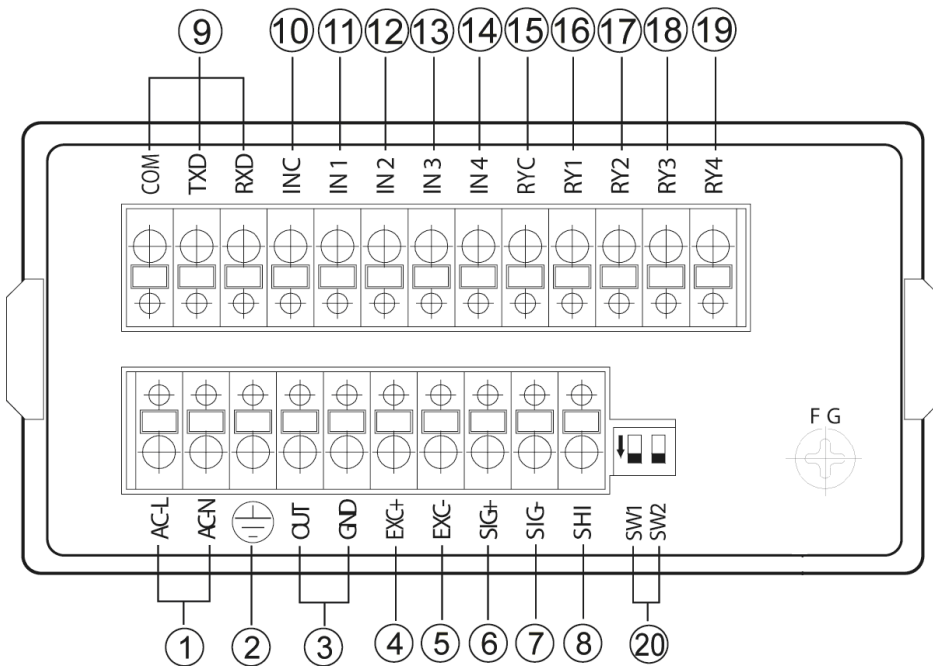 9 10 11 12 13 14 15 16 17 18 19
COM TXD RXD INC IN1 IN2 IN3 IN4 RYC RY1 RY2 RY3 RY4
F G
AC-L AC-N OUT GND EXC+ EXC- SIG+ SIG- SHI SW1 SW2
1 2 3 4 5 6 7 8 20